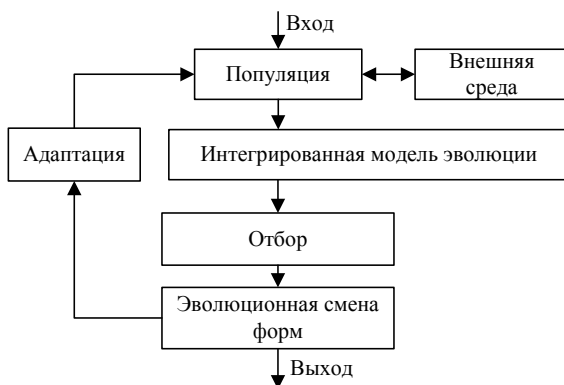 Вход
Популяция
Внешняя
среда
Адаптация
Интегрированная модель эволюции
Отбор
Эволюционная смена
форм
Выход